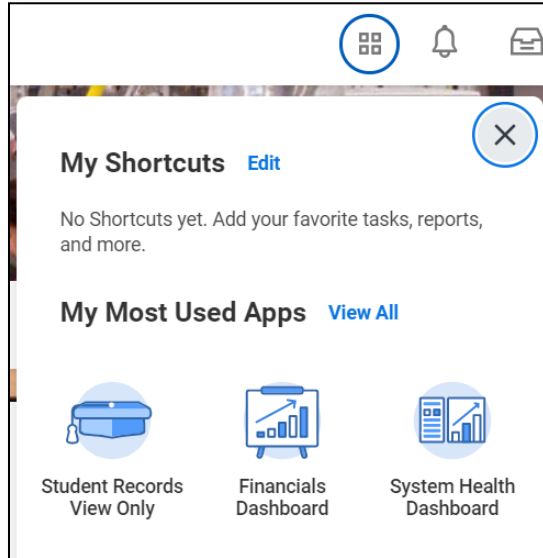 My Shortcuts Edit
No Shortcuts yet. Add your favorite tasks, reports,
and more.
My Most Used Apps View All
Student Records
View Only
Financials
Dashboard
System Health
Dashboard